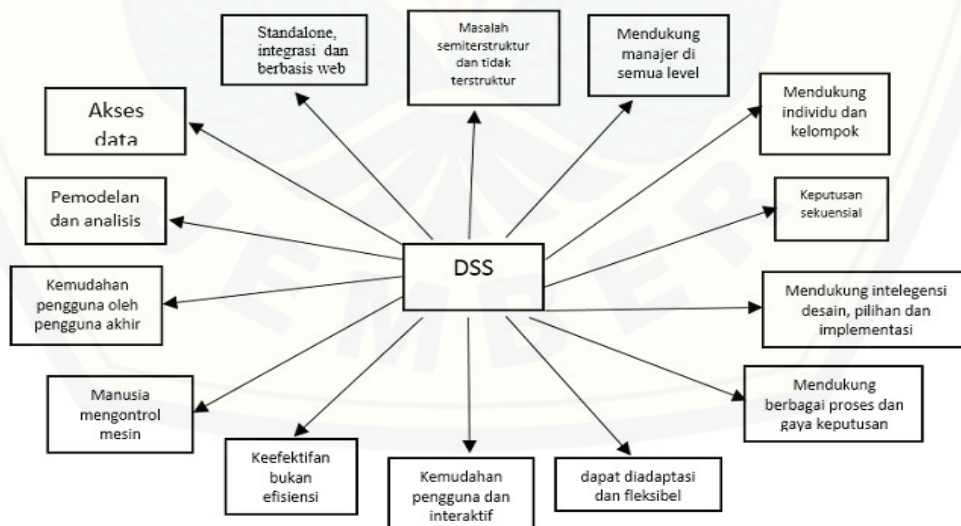 Standalone,
integrasi dan
berbasis web
Masalah
semiterstruktur
dan tidak
terstruktur
Mendukung
manajer di
semua level
Mendukung
individu dan
kelompok
Akses
data
Pemodelan
dan analisis
Keputusan
sekuensial
DSS
Kemudahan
pengguna oleh
pengguna akhir
Mendukung intelegensi
desain, pilihan dan
implementasi
Manusia
mengontrol
mesin
Mendukung
berbagai proses dan
gaya keputusan
Keefektifan
bukan
efisiensi
Kemudahan
pengguna dan
interaktif
dapat diadaptasi
dan fleksibel
JEMBER